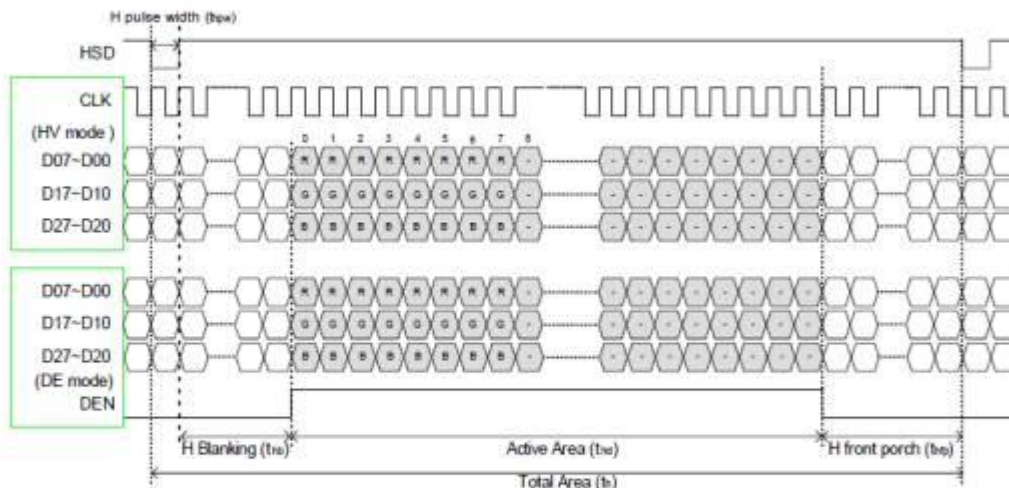 H pulse width (thpw)
HSD
CLK
(HV mode )
0 1 2 3 4 5 6 7 8
D07~D00 R R R R R R R R - - - - - - - - -
D17~D10 G G G G G G G G - - - - - - - - -
D27~D20 B B B B B B B B - - - - - - - - -
D07~D00 R R R R R R R R - - - - - - - - -
D17~D10 G G G G G G G G - - - - - - - - -
D27~D20 B B B B B B B B - - - - - - - - -
(DE mode)
DEN
H Blanking (thb) Active Area (thd) H front porch (thfp)
Total Area (th)